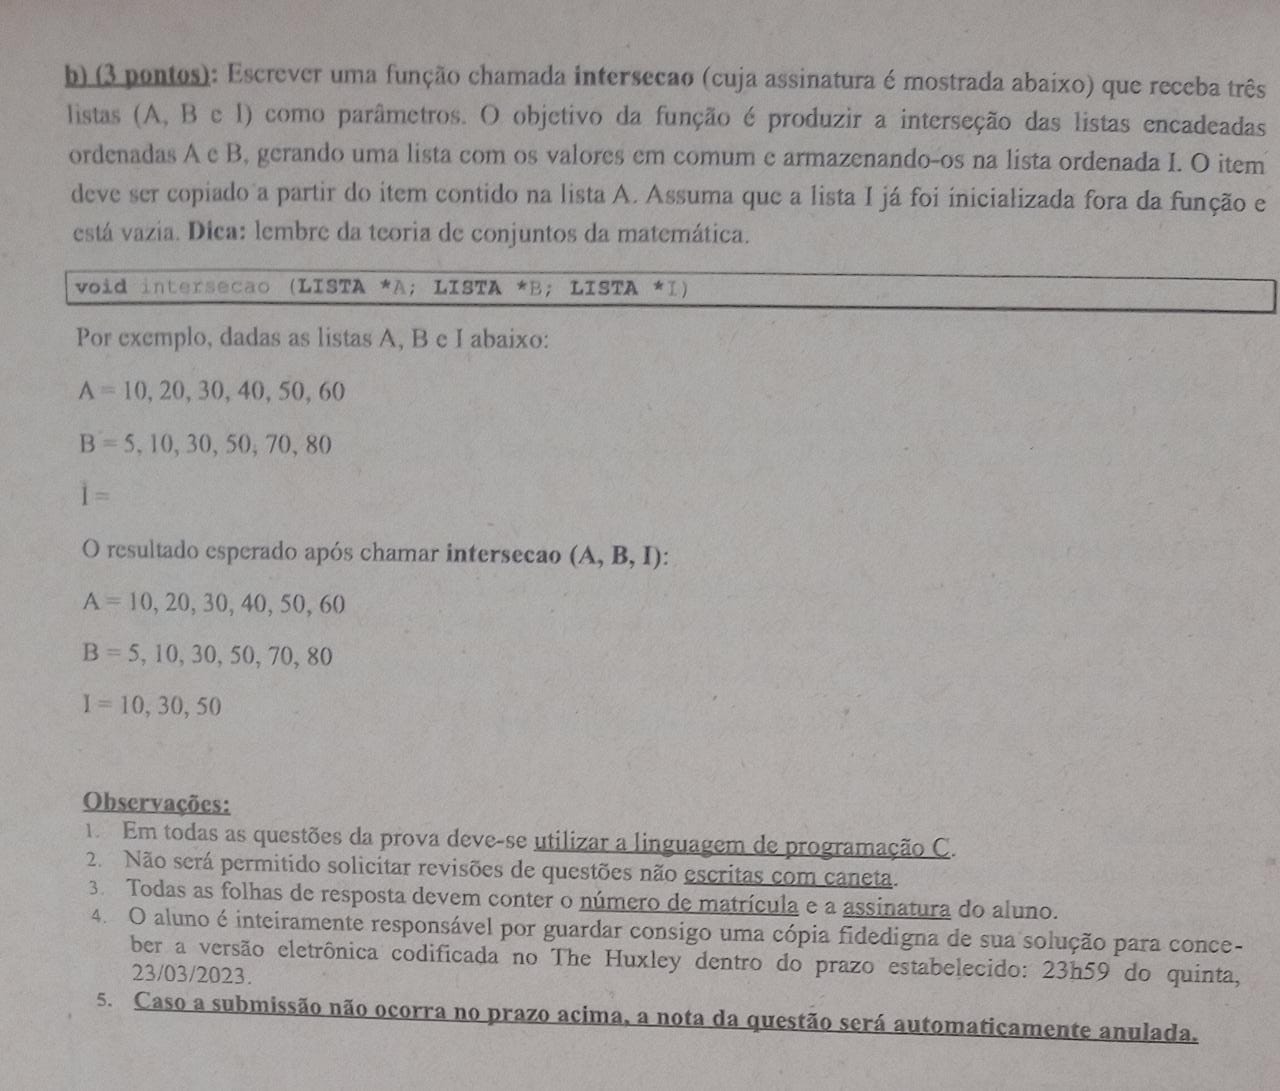 b) (3 pontos): Escrever uma função chamada intersecao (cuja assinatura é mostrada abaixo) que receba três
listas (A, B e I) como parâmetros. O objetivo da função é produzir a interseção das listas encadeadas
ordenadas A e B, gerando uma lista com os valores em comum e armazenando-os na lista ordenada I. O item
deve ser copiado a partir do item contido na lista A. Assuma que a lista I já foi inicializada fora da função e
está vazia. Dica: lembre da teoria de conjuntos da matemática.
void intersecao (LISTA *A; LISTA *B; LISTA *I)
Por exemplo, dadas as listas A, B e I abaixo:
A = 10, 20, 30, 40, 50, 60
B = 5, 10, 30, 50, 70, 80
I =
O resultado esperado após chamar intersecao (A, B, I):
A = 10, 20, 30, 40, 50, 60
B = 5, 10, 30, 50, 70, 80
I = 10, 30, 50
Observações:
1. Em todas as questões da prova deve-se utilizar a linguagem de programação C.
2. Não será permitido solicitar revisões de questões não escritas com caneta.
3. Todas as folhas de resposta devem conter o número de matrícula e a assinatura do aluno.
4. O aluno é inteiramente responsável por guardar consigo uma cópia fidedigna de sua solução para conce-
ber a versão eletrônica codificada no The Huxley dentro do prazo estabelecido: 23h59 do quinta,
23/03/2023.
5. Caso a submissão não ocorra no prazo acima, a nota da questão será automaticamente anulada.